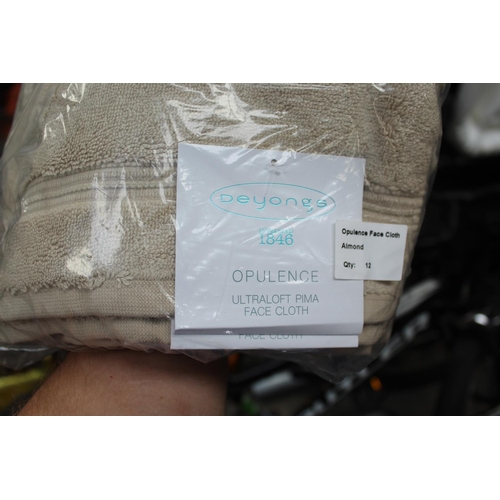 Deyongs
1846
OPULENCE
ULTRALOFT PIMA
FACE CLOTH
FACE CLOTH
Opulence Face Cloth
Almond
Qty: 12